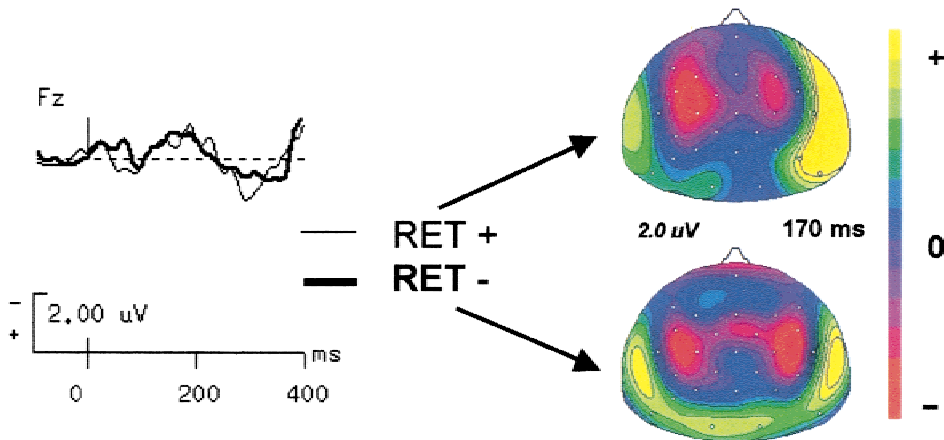 Fz
RET +
RET -
−
+
2.00 uV
ms
0
200
400
2.0 uV
170 ms
+
0
-